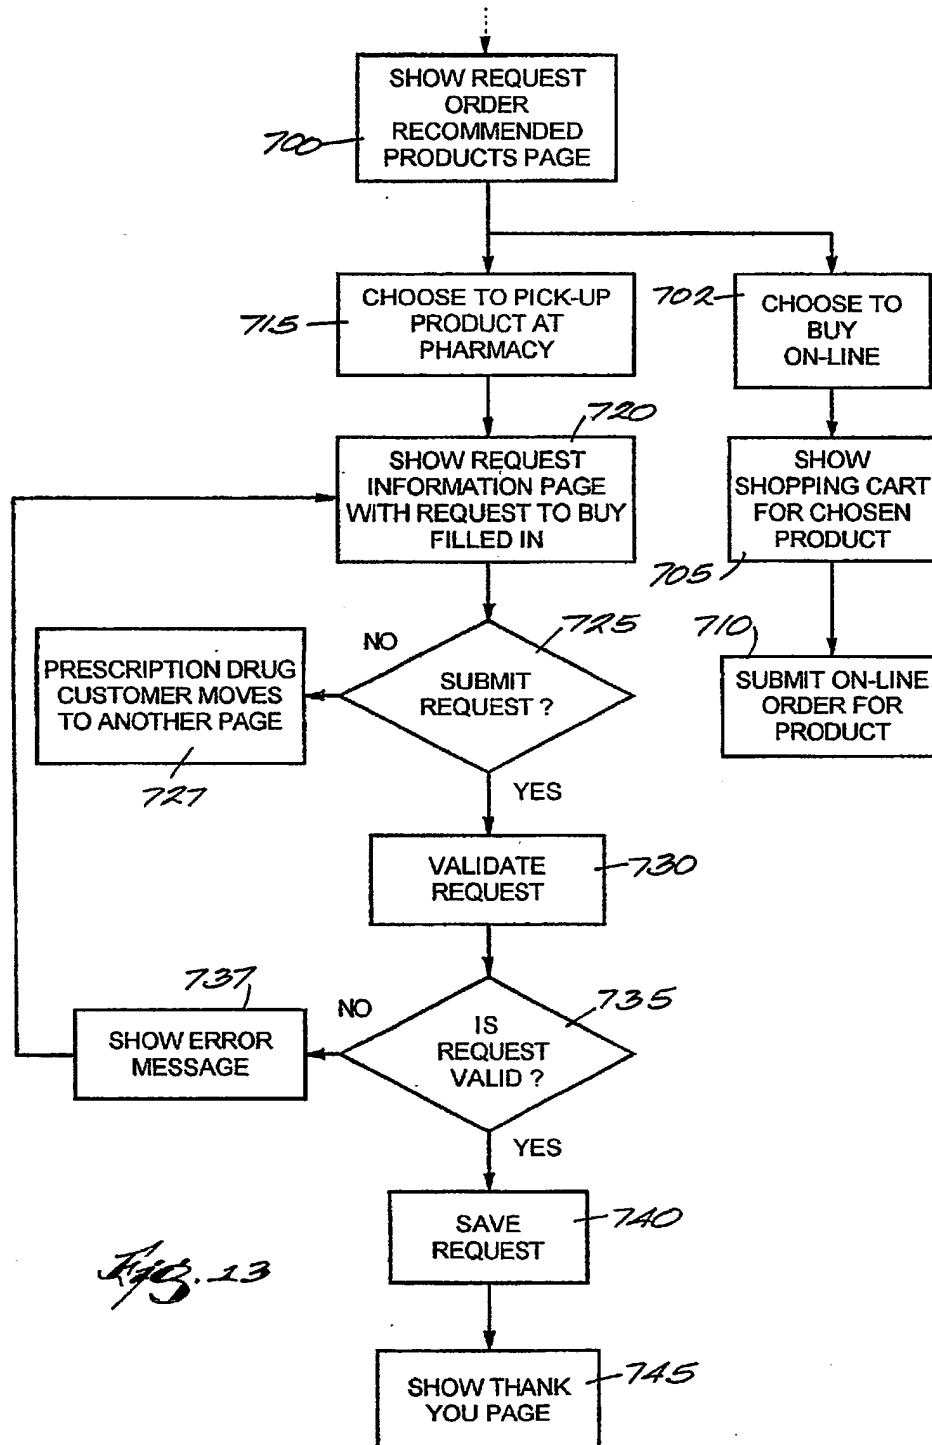 SHOW REQUEST
ORDER
RECOMMENDED
PRODUCTS PAGE
700
CHOOSE TO PICK-UP
PRODUCT AT
PHARMACY
715
702
CHOOSE TO
BUY
ON-LINE
720
SHOW REQUEST
INFORMATION PAGE
WITH REQUEST TO BUY
FILLED IN
SHOW
SHOPPING CART
FOR CHOSEN
PRODUCT
705
NO
725
SUBMIT
REQUEST ?
PRESCRIPTION DRUG
CUSTOMER MOVES
TO ANOTHER PAGE
727
710
SUBMIT ON-LINE
ORDER FOR
PRODUCT
YES
VALIDATE
REQUEST
730
737
SHOW ERROR
MESSAGE
NO
735
IS
REQUEST
VALID ?
YES
SAVE
REQUEST
740
Fig. 13
SHOW THANK
YOU PAGE
745